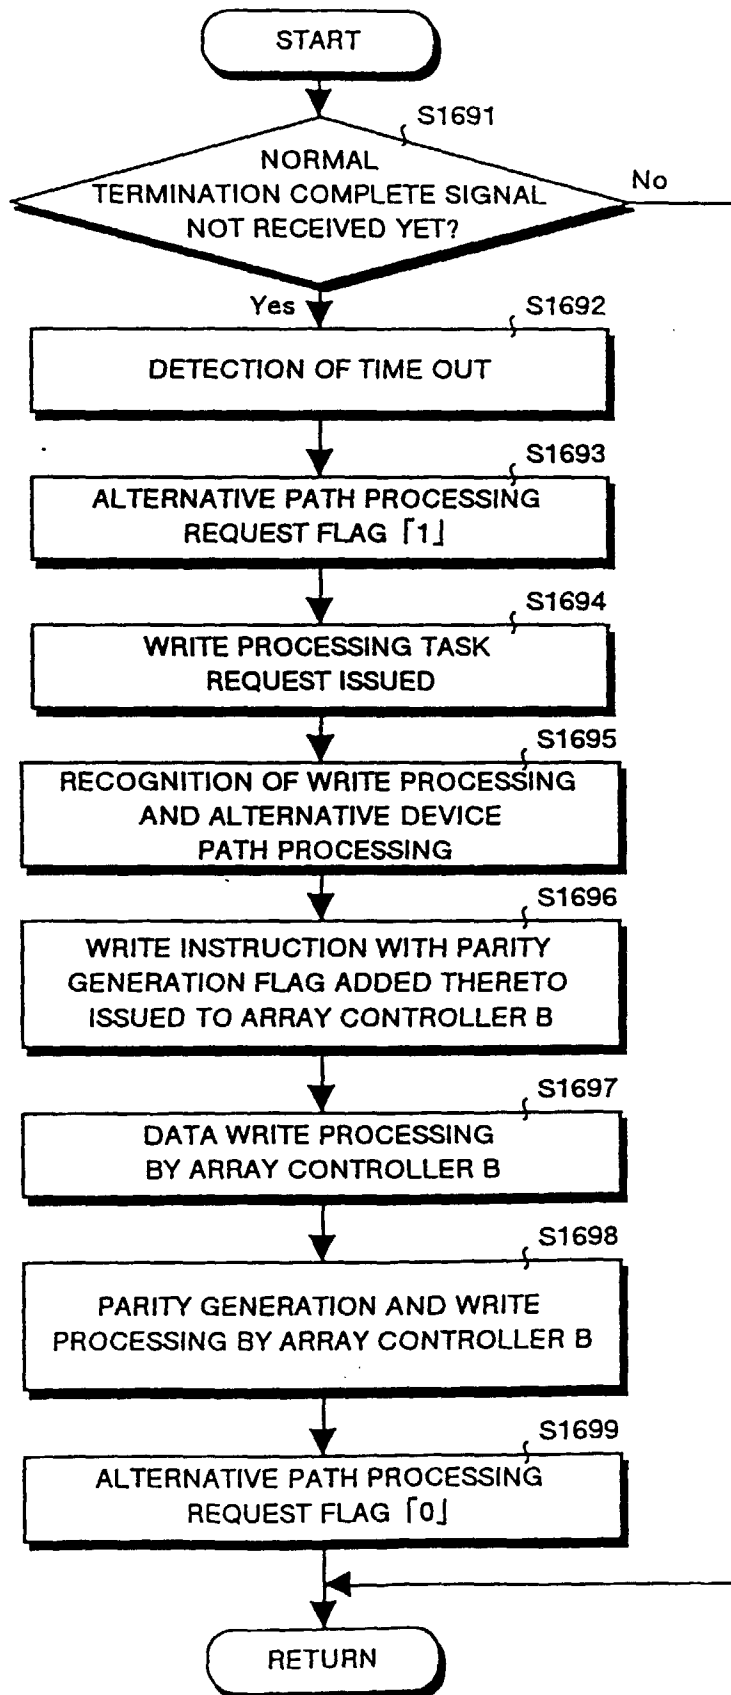 START
S1691
NORMAL
TERMINATION COMPLETE SIGNAL
NOT RECEIVED YET?
No
Yes
S1692
DETECTION OF TIME OUT
S1693
ALTERNATIVE PATH PROCESSING
REQUEST FLAG「1」
S1694
WRITE PROCESSING TASK
REQUEST ISSUED
S1695
RECOGNITION OF WRITE PROCESSING
AND ALTERNATIVE DEVICE
PATH PROCESSING
S1696
WRITE INSTRUCTION WITH PARITY
GENERATION FLAG ADDED THERETO
ISSUED TO ARRAY CONTROLLER B
S1697
DATA WRITE PROCESSING
BY ARRAY CONTROLLER B
S1698
PARITY GENERATION AND WRITE
PROCESSING BY ARRAY CONTROLLER B
S1699
ALTERNATIVE PATH PROCESSING
REQUEST FLAG「0」
RETURN